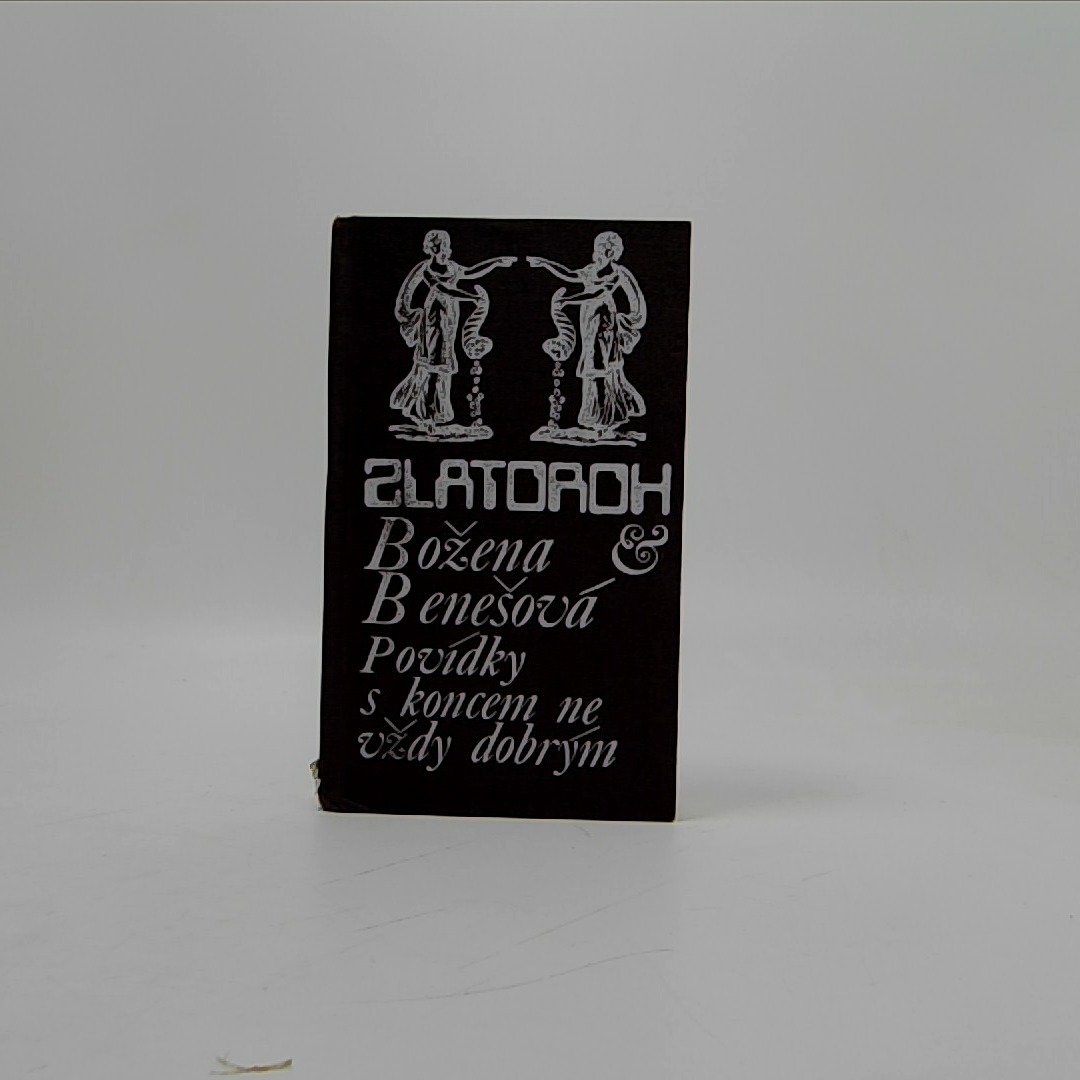 ZLATOROH
Božena &
Benešová
Povídky
s koncem ne
vždy dobrým